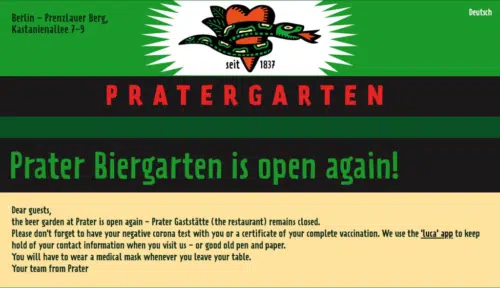 Berlin – Prenzlauer Berg,
Kastanienallee 7-9
Deutsch
seit 1837
PRATERGARTEN
Prater Biergarten is open again!
Dear guests,
the beer garden at Prater is open again – Prater Gaststätte (the restaurant) remains closed.
Please don't forget to have your negative corona test with you or a certificate of your complete vaccination. We use the 'luca' app to keep
hold of your contact information when you visit us – or good old pen and paper.
You will have to wear a medical mask whenever you leave your table.
Your team from Prater